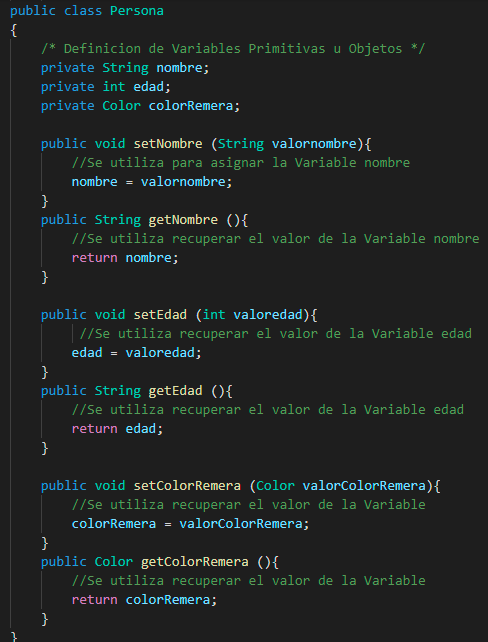 public class Persona
{
/* Definicion de Variables Primitivas u Objetos */
private String nombre;
private int edad;
private Color colorRemera;
public void setNombre (String valornombre){
//Se utiliza para asignar la Variable nombre
nombre = valornombre;
}
public String getNombre (){
//Se utiliza recuperar el valor de la Variable nombre
return nombre;
}
public void setEdad (int valoredad){
//Se utiliza recuperar el valor de la Variable edad
edad = valoredad;
}
public String getEdad (){
//Se utiliza recuperar el valor de la Variable edad
return edad;
}
public void setColorRemera (Color valorColorRemera){
//Se utiliza recuperar el valor de la Variable
colorRemera = valorColorRemera;
}
public Color getColorRemera (){
//Se utiliza recuperar el valor de la Variable
return colorRemera;
}
}